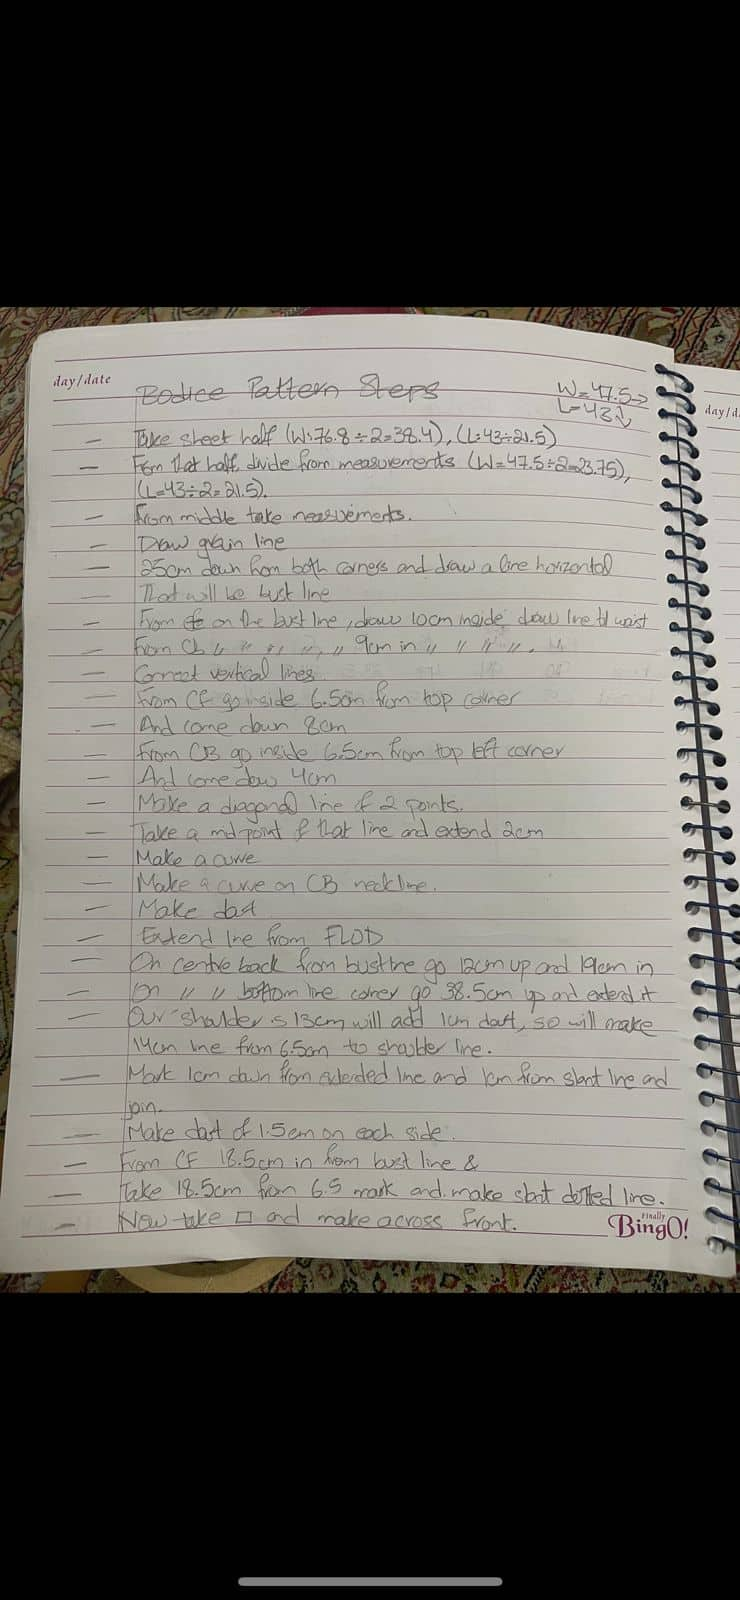 day/date
Bodice Pattern Steps
W=47.5→
L=43↓
day/d
— Take sheet half (W:76.8÷2=38.4), (L:43÷21.5)
— From that half, divide from measurements (W=47.5÷2=23.75),
(L=43÷2=21.5).
— From middle take measurements.
— Draw grain line
— 25cm down from both corners and draw a line horizontal
— That will be bust line
— From on the bust line, draw 10cm inside draw line til waist
— From Cb 〃 〃 〃 〃 〃 9cm in 〃 〃 〃 〃 .
— Connect vertical lines.
— From CF go inside 6.5cm from top corner
— And come down 8cm
— From CB go inside 6.5cm from top left corner
— And come dow 4cm
— Make a diagonal line of 2 points.
— Take a midpoint of that line and extend 2cm
— Make a curve
— Make a curve on CB neckline.
— Make dart
— Extend line from FLOD
— On centre back from bustline go 12cm up and 19cm in
— On 〃 〃 bottom line corner go 38.5cm up and extend it
— Our shoulder is 13cm will add 1cm dart, so will make
14cm line from 6.5cm to shoulder line.
— Mark 1cm down from extended line and 1cm from slant line and
join.
— Make dart of 1.5cm on each side.
— From CF 18.5cm in from bust line &
— Take 18.5cm from 6.5 mark and make slant dotted line.
— Now take □ and make across front.
Finally
BingO!